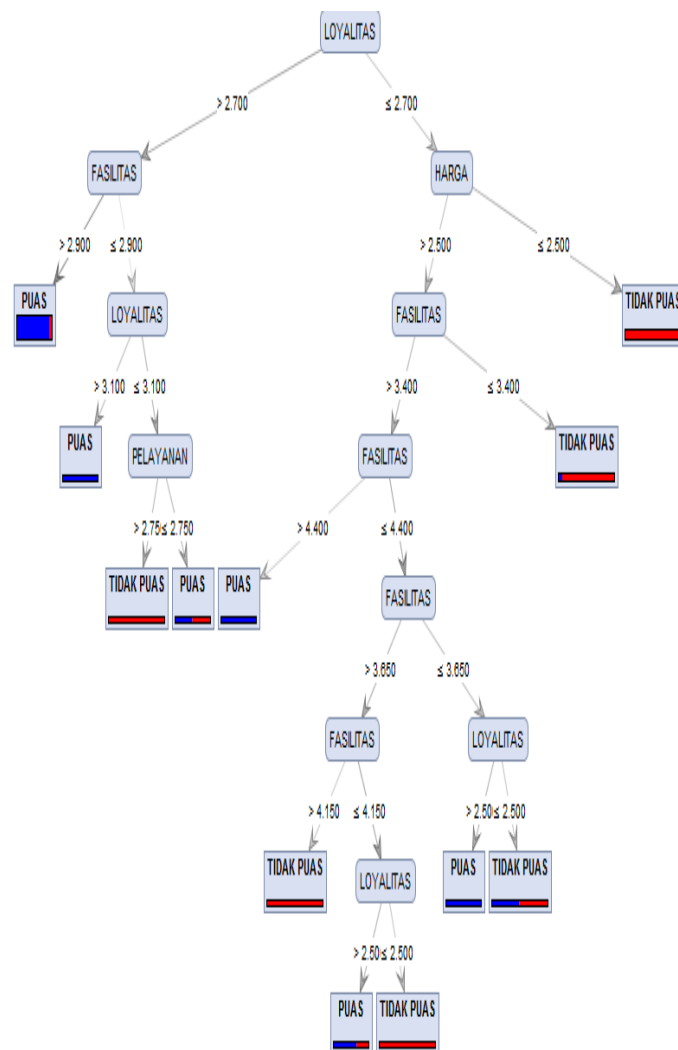 LOYALITAS
> 2.700 ≤ 2.700
FASILITAS HARGA
> 2.900 ≤ 2.900 > 2.500 ≤ 2.500
PUAS LOYALITAS FASILITAS TIDAK PUAS
> 3.100 ≤ 3.100 > 3.400 ≤ 3.400
PUAS PELAYANAN FASILITAS TIDAK PUAS
> 2.75 ≤ 2.750 > 4.400 ≤ 4.400
TIDAK PUAS PUAS PUAS FASILITAS
> 3.650 ≤ 3.650
FASILITAS LOYALITAS
> 4.150 ≤ 4.150 > 2.50 ≤ 2.500
TIDAK PUAS LOYALITAS PUAS TIDAK PUAS
> 2.50 ≤ 2.500
PUAS TIDAK PUAS